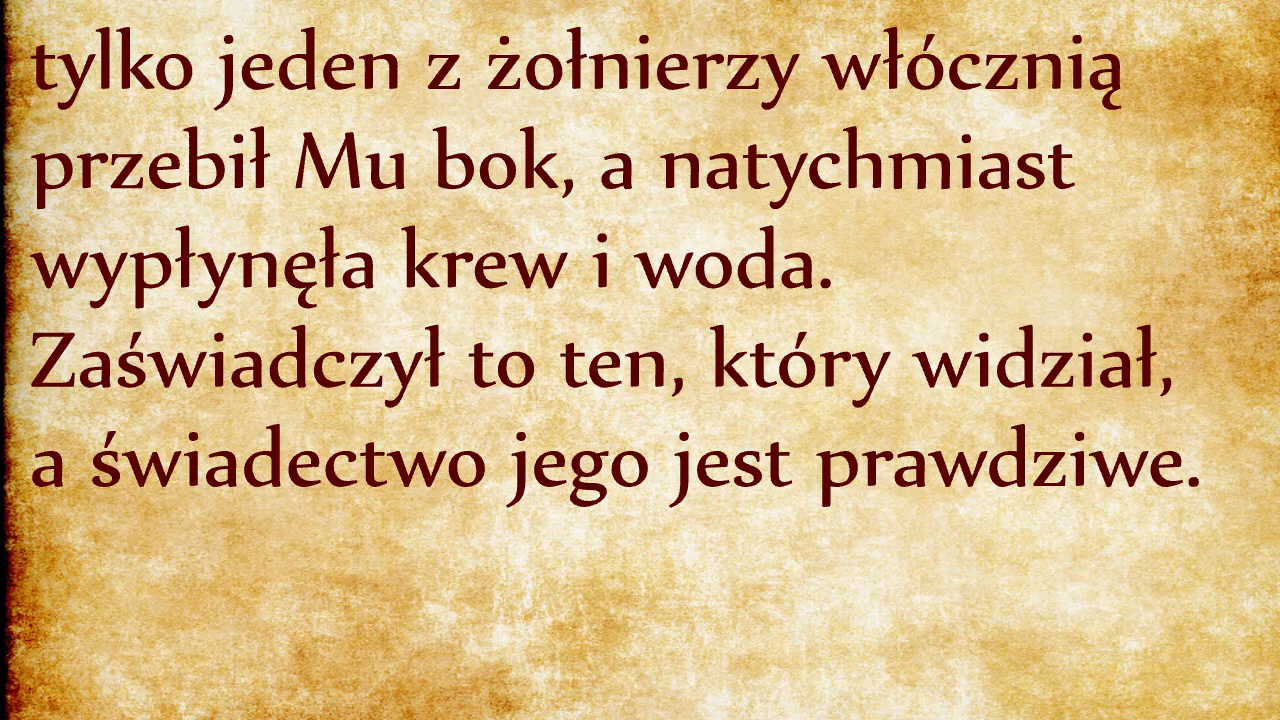 tylko jeden z żołnierzy włócznią
przebił Mu bok, a natychmiast
wypłynęła krew i woda.
Zaświadczył to ten, który widział,
a świadectwo jego jest prawdziwe.